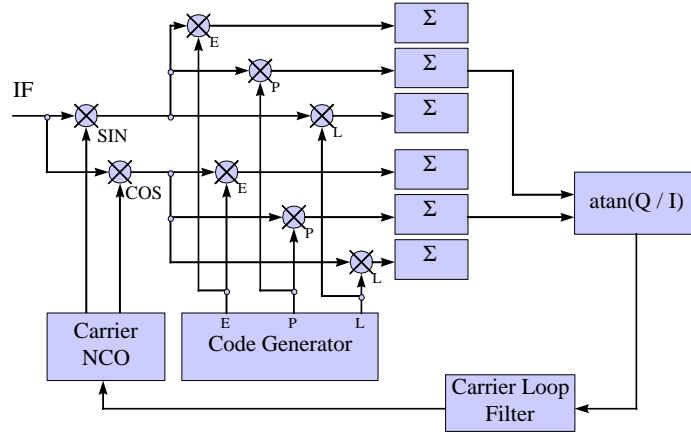 Σ
E
Σ
P
IF
Σ
SIN
L
Σ
E
COS
Σ
P
atan(Q / I)
Σ
L
E P L
Carrier
NCO
Code Generator
Carrier Loop
Filter